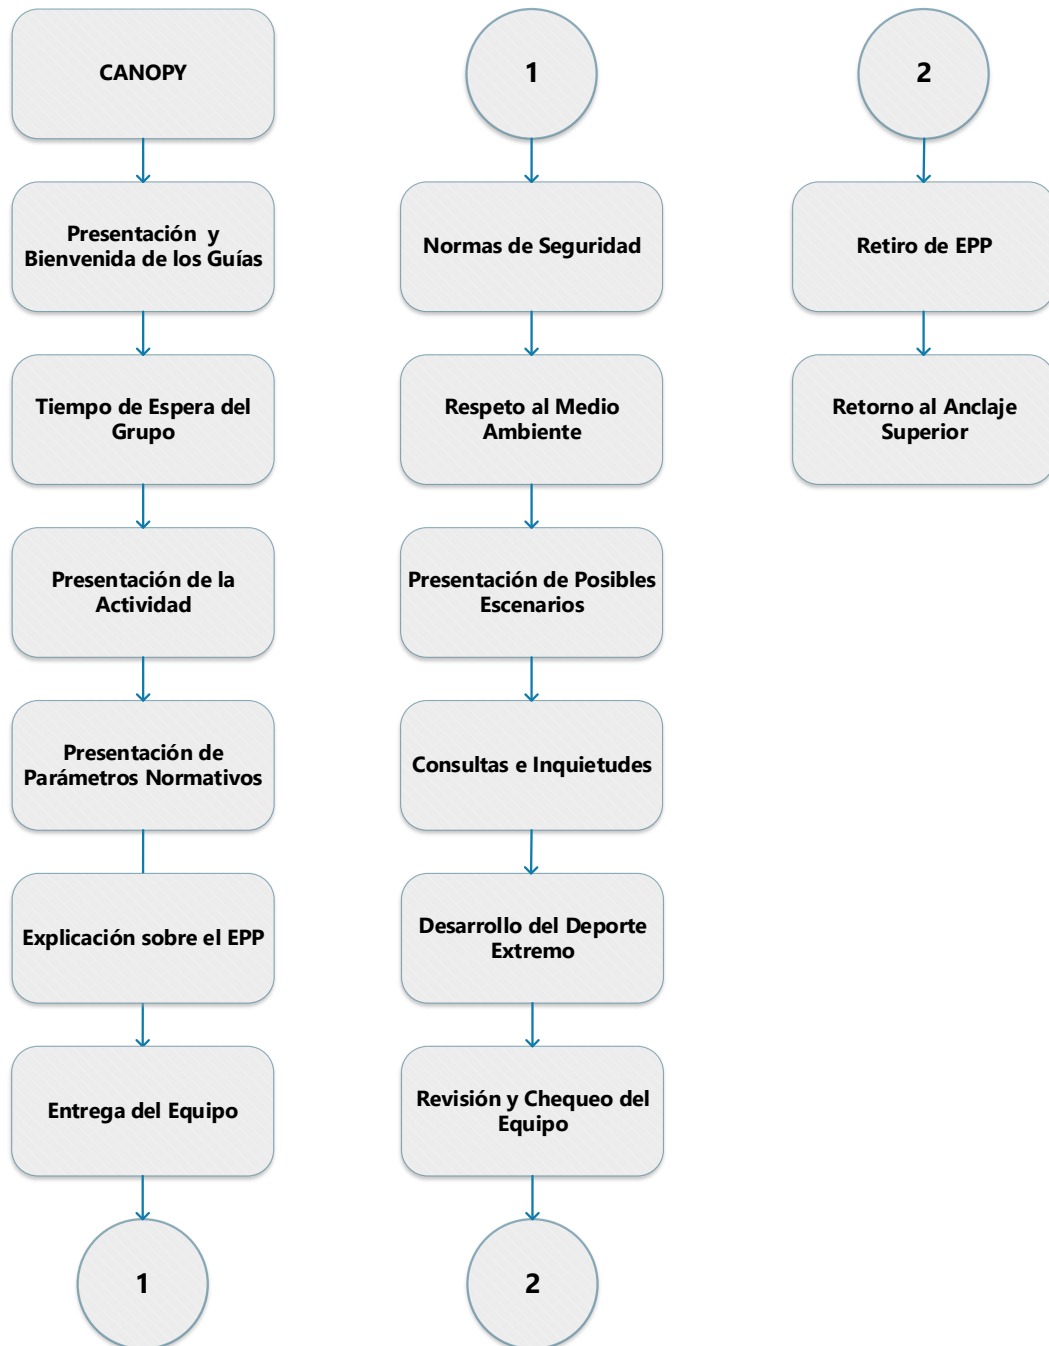 CANOPY
Presentación y
Bienvenida de los Guías
Tiempo de Espera del
Grupo
Presentación de la
Actividad
Presentación de
Parámetros Normativos
Explicación sobre el EPP
Entrega del Equipo
1
1
Normas de Seguridad
Respeto al Medio
Ambiente
Presentación de Posibles
Escenarios
Consultas e Inquietudes
Desarrollo del Deporte
Extremo
Revisión y Chequeo del
Equipo
2
2
Retiro de EPP
Retorno al Anclaje
Superior